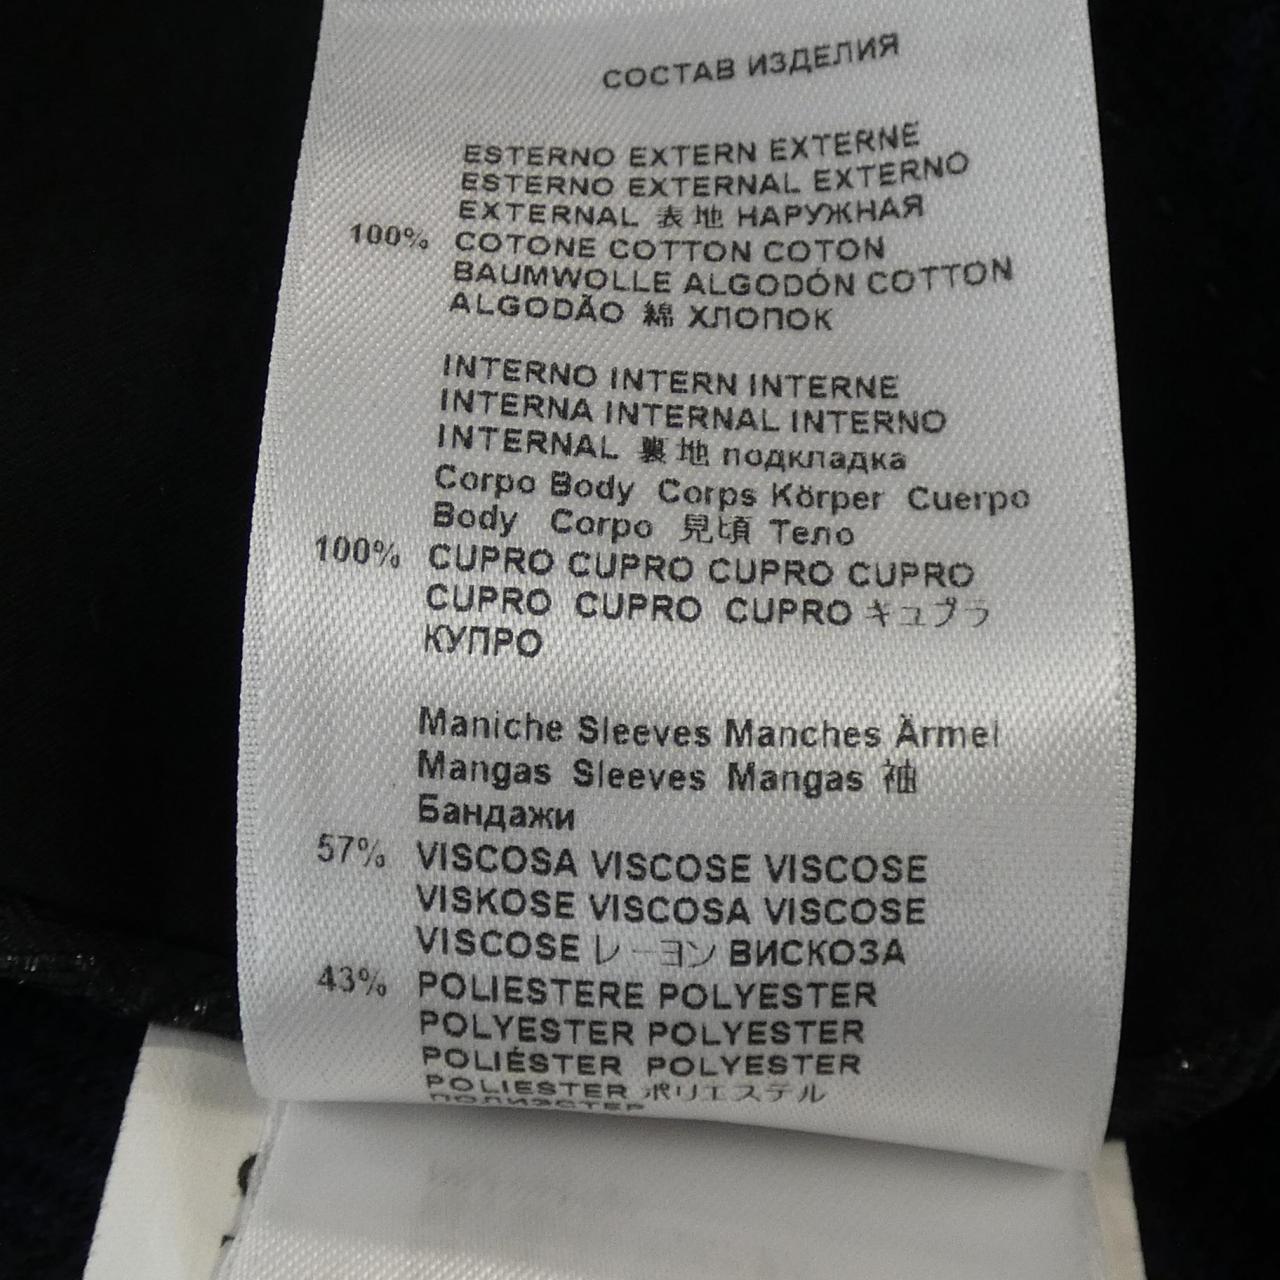 СОСТАВ ИЗДЕЛИЯ
ESTERNO EXTERN EXTERNE
ESTERNO EXTERNAL EXTERNO
EXTERNAL 表地 НАРУЖНАЯ
100% COTONE COTTON COTON
BAUMWOLLE ALGODÓN COTTON
ALGODÃO 綿 ХЛОПОК
INTERNO INTERN INTERNE
INTERNA INTERNAL INTERNO
INTERNAL 裏地 подкладка
Corpo Body Corps Körper Cuerpo
Body Corpo 見頃 Тело
100% CUPRO CUPRO CUPRO CUPRO
CUPRO CUPRO CUPRO キュプラ
КУПРО
Maniche Sleeves Manches Ärmel
Mangas Sleeves Mangas 袖
Бандажи
57% VISCOSA VISCOSE VISCOSE
VISKOSE VISCOSA VISCOSE
VISCOSE レーヨン ВИСКОЗА
43% POLIESTERE POLYESTER
POLYESTER POLYESTER
POLIÉSTER POLYESTER
POLIESTER ポリエステル
ПОЛИЭСТЕР